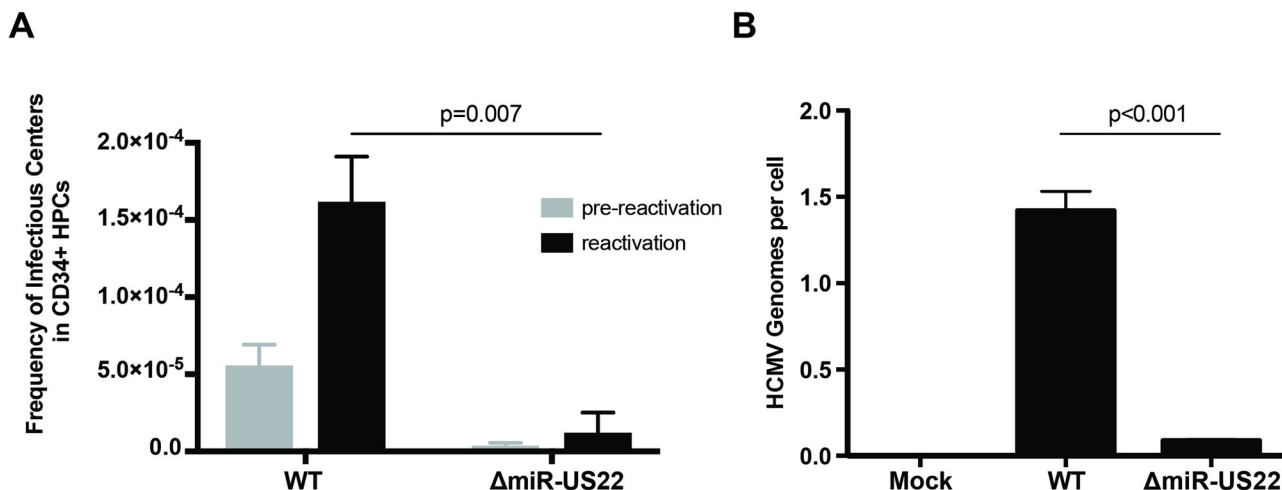 A
Frequency of Infectious Centers
in CD34+ HPCs
2.0×10-4
1.5×10-4
1.0×10-4
5.0×10-5
0.0
p=0.007
pre-reactivation
reactivation
WT
ΔmiR-US22
B
HCMV Genomes per cell
2.0
1.5
1.0
0.5
0.0
p<0.001
Mock
WT
ΔmiR-US22